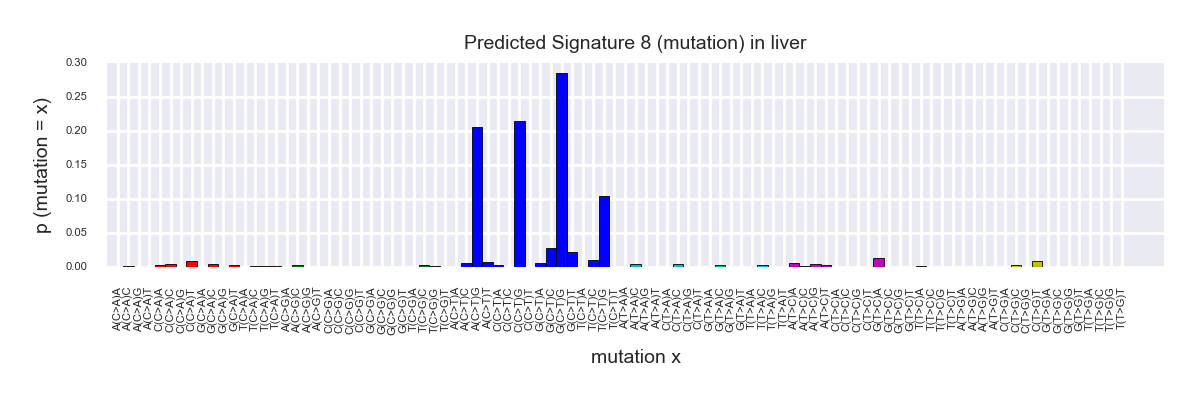 Predicted Signature 8 (mutation) in liver
p (mutation = x)
0.30
0.25
0.20
0.15
0.10
0.05
0.00
A(C>A)A A(C>A)C A(C>A)G A(C>A)T C(C>A)A C(C>A)C C(C>A)G C(C>A)T G(C>A)A G(C>A)C G(C>A)G G(C>A)T T(C>A)A T(C>A)C T(C>A)G T(C>A)T A(C>G)A A(C>G)C A(C>G)G A(C>G)T C(C>G)A C(C>G)C C(C>G)G C(C>G)T G(C>G)A G(C>G)C G(C>G)G G(C>G)T T(C>G)A T(C>G)C T(C>G)G T(C>G)T A(C>T)A A(C>T)C A(C>T)G A(C>T)T C(C>T)A C(C>T)C C(C>T)G C(C>T)T G(C>T)A G(C>T)C G(C>T)G G(C>T)T T(C>T)A T(C>T)C T(C>T)G T(C>T)T A(T>A)A A(T>A)C A(T>A)G A(T>A)T C(T>A)A C(T>A)C C(T>A)G C(T>A)T G(T>A)A G(T>A)C G(T>A)G G(T>A)T T(T>A)A T(T>A)C T(T>A)G T(T>A)T A(T>C)A A(T>C)C A(T>C)G A(T>C)T C(T>C)A C(T>C)C C(T>C)G C(T>C)T G(T>C)A G(T>C)C G(T>C)G G(T>C)T T(T>C)A T(T>C)C T(T>C)G T(T>C)T A(T>G)A A(T>G)C A(T>G)G A(T>G)T C(T>G)A C(T>G)C C(T>G)G C(T>G)T G(T>G)A G(T>G)C G(T>G)G G(T>G)T T(T>G)A T(T>G)C T(T>G)G T(T>G)T
mutation x